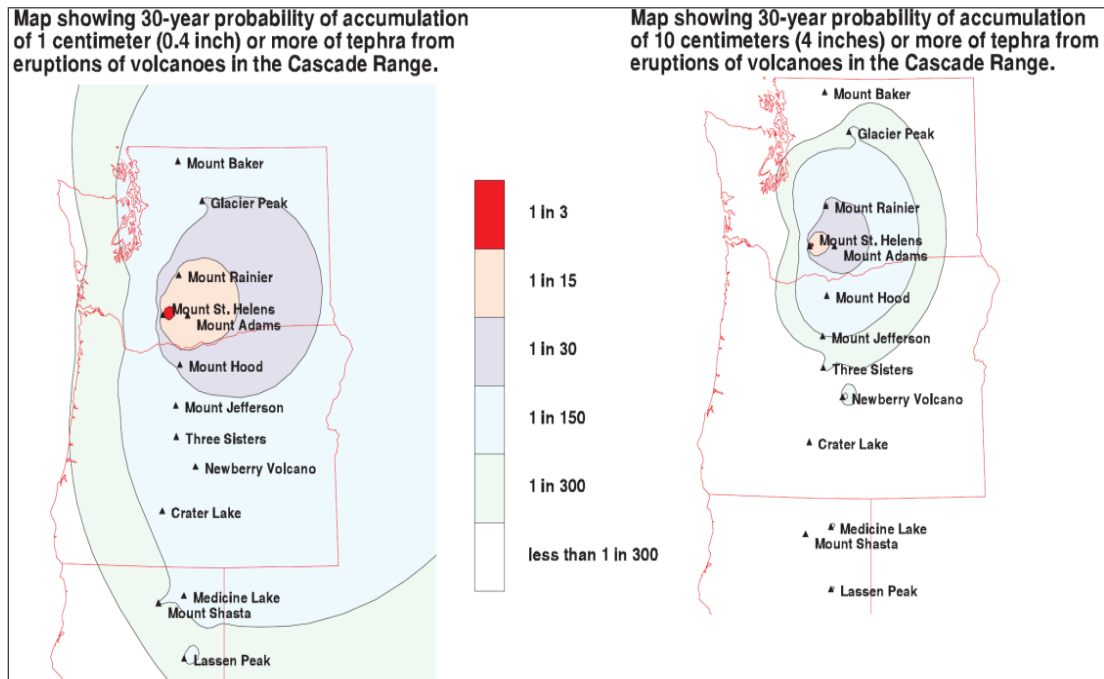 Map showing 30-year probability of accumulation
of 1 centimeter (0.4 inch) or more of tephra from
eruptions of volcanoes in the Cascade Range.
Mount Baker
Glacier Peak
Mount Rainier
Mount St. Helens
Mount Adams
Mount Hood
Mount Jefferson
Three Sisters
Newberry Volcano
Crater Lake
Medicine Lake
Mount Shasta
Lassen Peak
1 in 3
1 in 15
1 in 30
1 in 150
1 in 300
less than 1 in 300
Map showing 30-year probability of accumulation
of 10 centimeters (4 inches) or more of tephra from
eruptions of volcanoes in the Cascade Range.
Mount Baker
Glacier Peak
Mount Rainier
Mount St. Helens
Mount Adams
Mount Hood
Mount Jefferson
Three Sisters
Newberry Volcano
Crater Lake
Medicine Lake
Mount Shasta
Lassen Peak